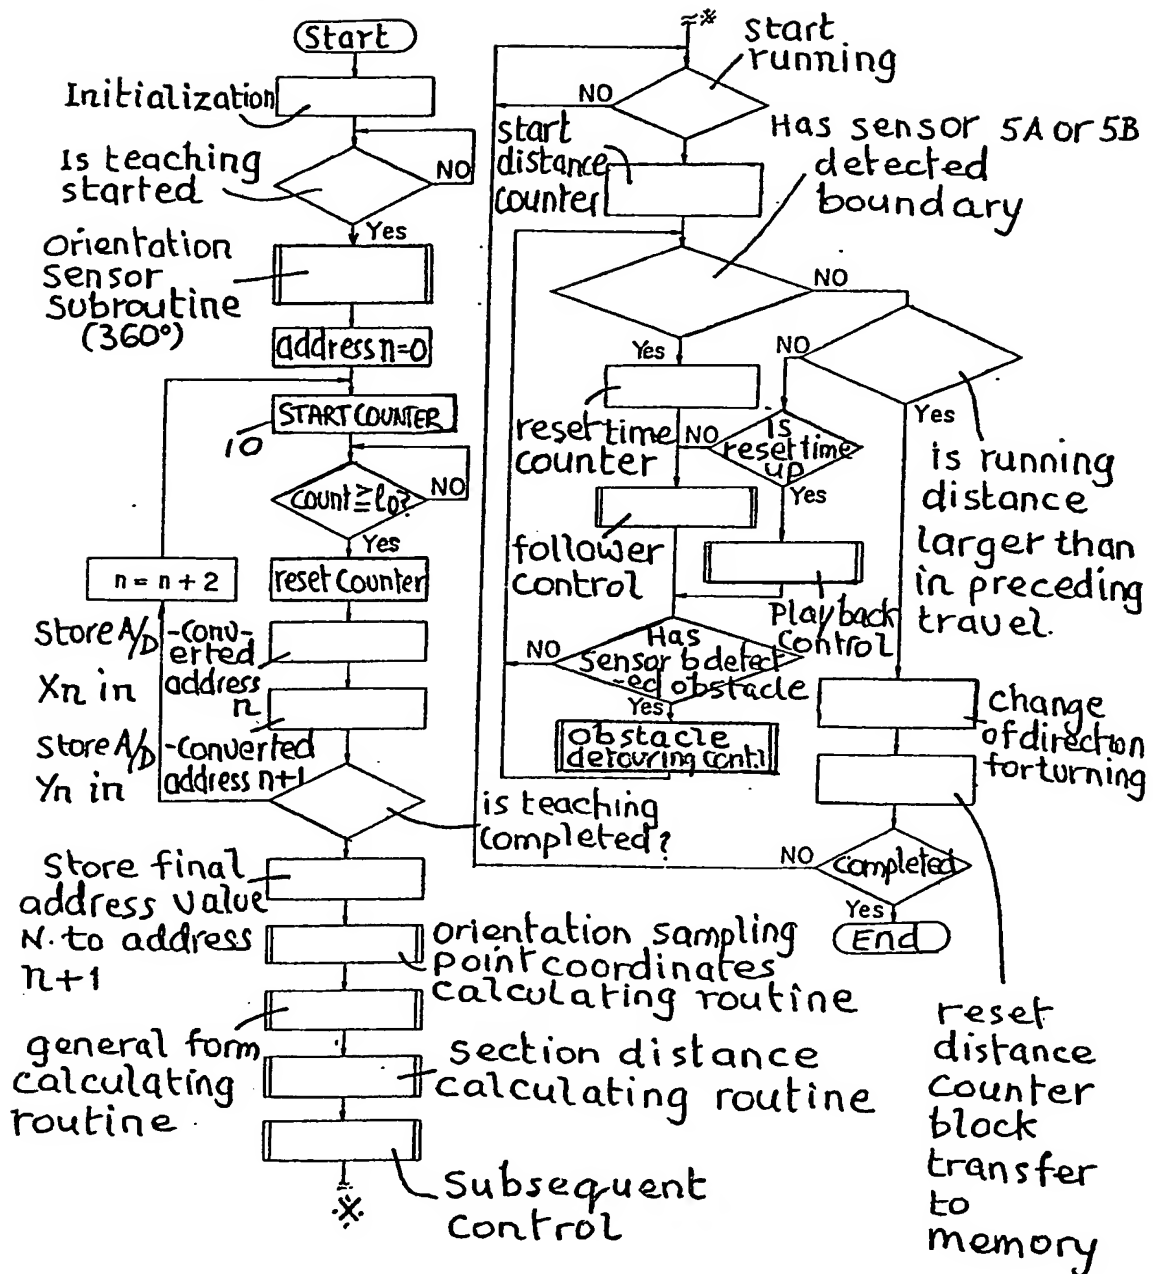 Start
Initialization
Is teaching
started
NO
Yes
Orientation
Sensor
Subroutine
(360°)
address n=0
START COUNTER
10
count≧lo?
NO
Yes
n = n + 2
reset Counter
Store A/D -conv-
erted
Xn in address
n
Store A/D -converted
Yn in address n+1
is teaching
completed?
Store final
address value
N. to address
n+1
orientation sampling
point coordinates
calculating routine
general form
calculating
routine
section distance
calculating routine
Subsequent
control
※
≈※
start
running
NO
start
distance
counter
Has sensor 5A or 5B
detected
boundary
NO
Yes
NO
Yes
reset time
counter
NO
is
reset time
up
Yes
is running
distance
larger than
in preceding
travel.
follower
control
Play back
control
NO
Has
Sensor b detect
-ed obstacle
Yes
obstacle
detouring cont.l
change
of direction
for turning
NO
completed
Yes
End
reset
distance
counter
block
transfer
to
memory